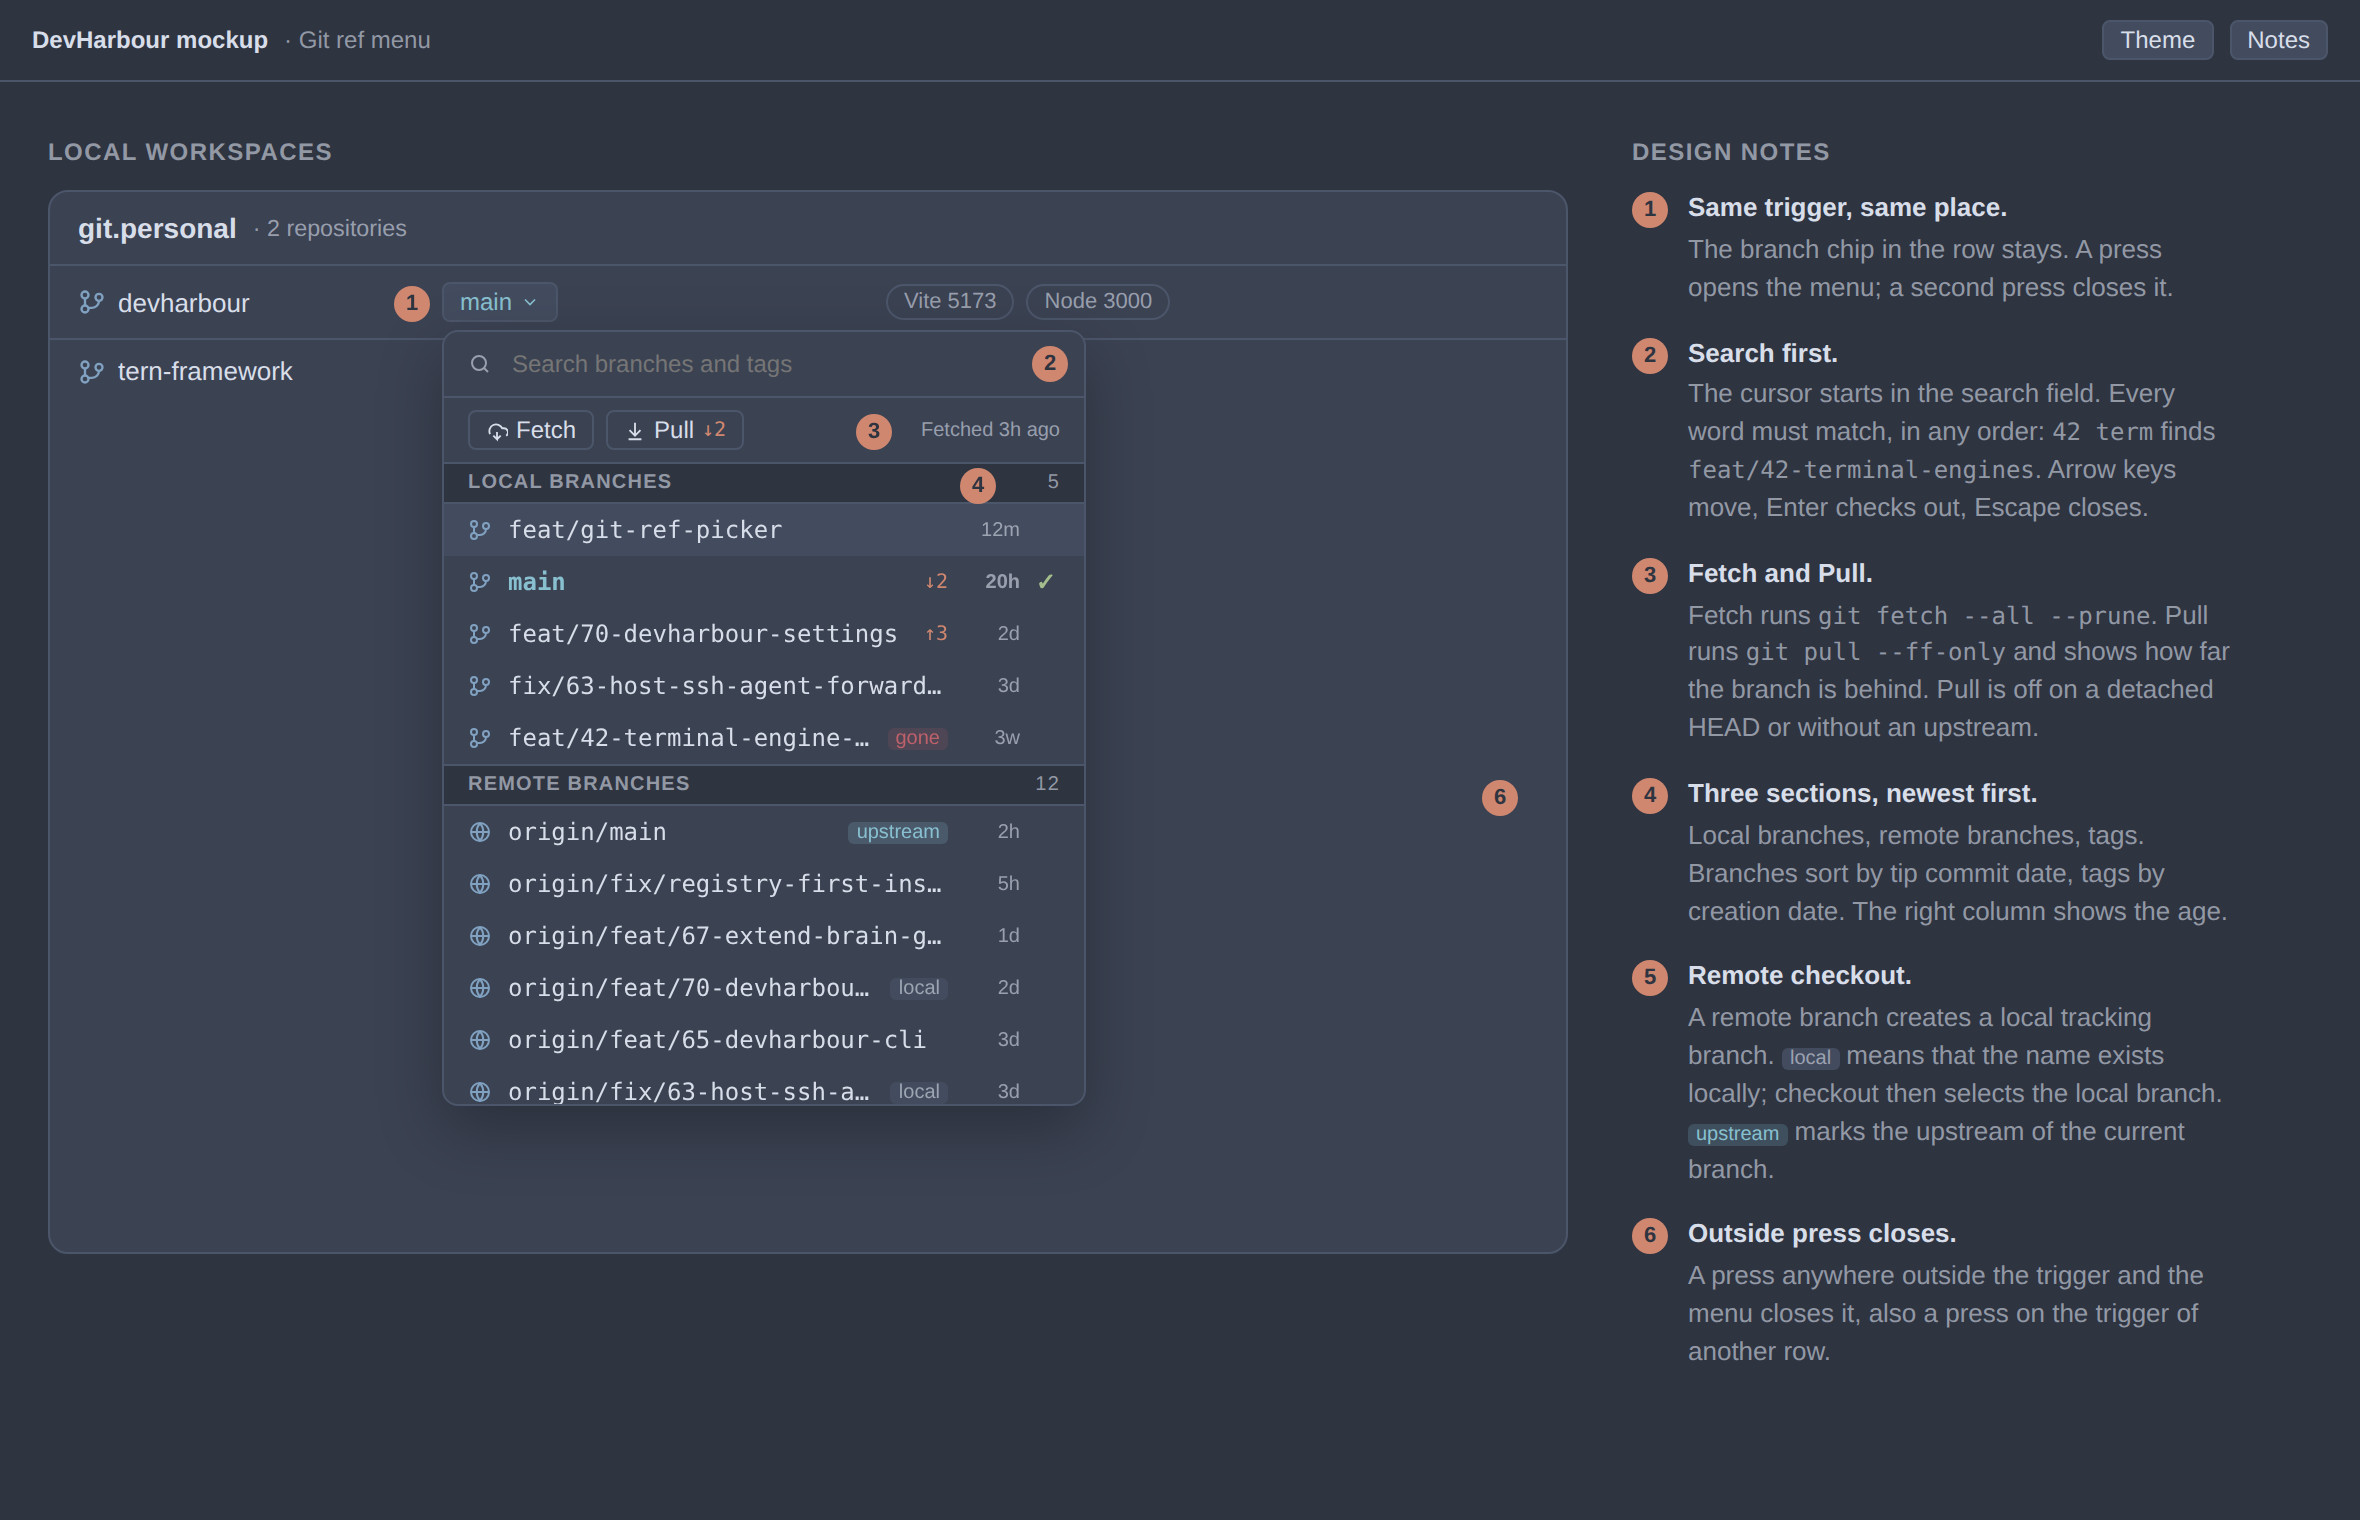 DevHarbour mockup · Git ref menu
Theme
Notes
LOCAL WORKSPACES
git.personal · 2 repositories
devharbour
1
main
Vite 5173
Node 3000
tern-framework
Search branches and tags
2
Fetch
Pull ↓2
3
Fetched 3h ago
LOCAL BRANCHES
4
5
feat/git-ref-picker 12m
main ↓2 20h ✓
feat/70-devharbour-settings ↑3 2d
fix/63-host-ssh-agent-forward… 3d
feat/42-terminal-engine-… gone 3w
REMOTE BRANCHES 12
origin/main upstream 2h
origin/fix/registry-first-ins… 5h
origin/feat/67-extend-brain-g… 1d
origin/feat/70-devharbou… local 2d
origin/feat/65-devharbour-cli 3d
origin/fix/63-host-ssh-a… local 3d
6
DESIGN NOTES
1 Same trigger, same place.
The branch chip in the row stays. A press
opens the menu; a second press closes it.
2 Search first.
The cursor starts in the search field. Every
word must match, in any order: 42 term finds
feat/42-terminal-engines. Arrow keys
move, Enter checks out, Escape closes.
3 Fetch and Pull.
Fetch runs git fetch --all --prune. Pull
runs git pull --ff-only and shows how far
the branch is behind. Pull is off on a detached
HEAD or without an upstream.
4 Three sections, newest first.
Local branches, remote branches, tags.
Branches sort by tip commit date, tags by
creation date. The right column shows the age.
5 Remote checkout.
A remote branch creates a local tracking
branch. local means that the name exists
locally; checkout then selects the local branch.
upstream marks the upstream of the current
branch.
6 Outside press closes.
A press anywhere outside the trigger and the
menu closes it, also a press on the trigger of
another row.